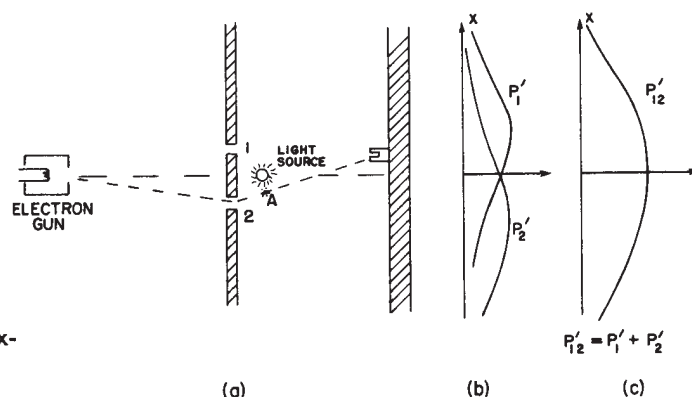 x x
1
LIGHT
SOURCE
P₁′
P₁₂′
ELECTRON
GUN
A
2
P₂′
x-
P₁₂′ = P₁′ + P₂′
(a) (b) (c)